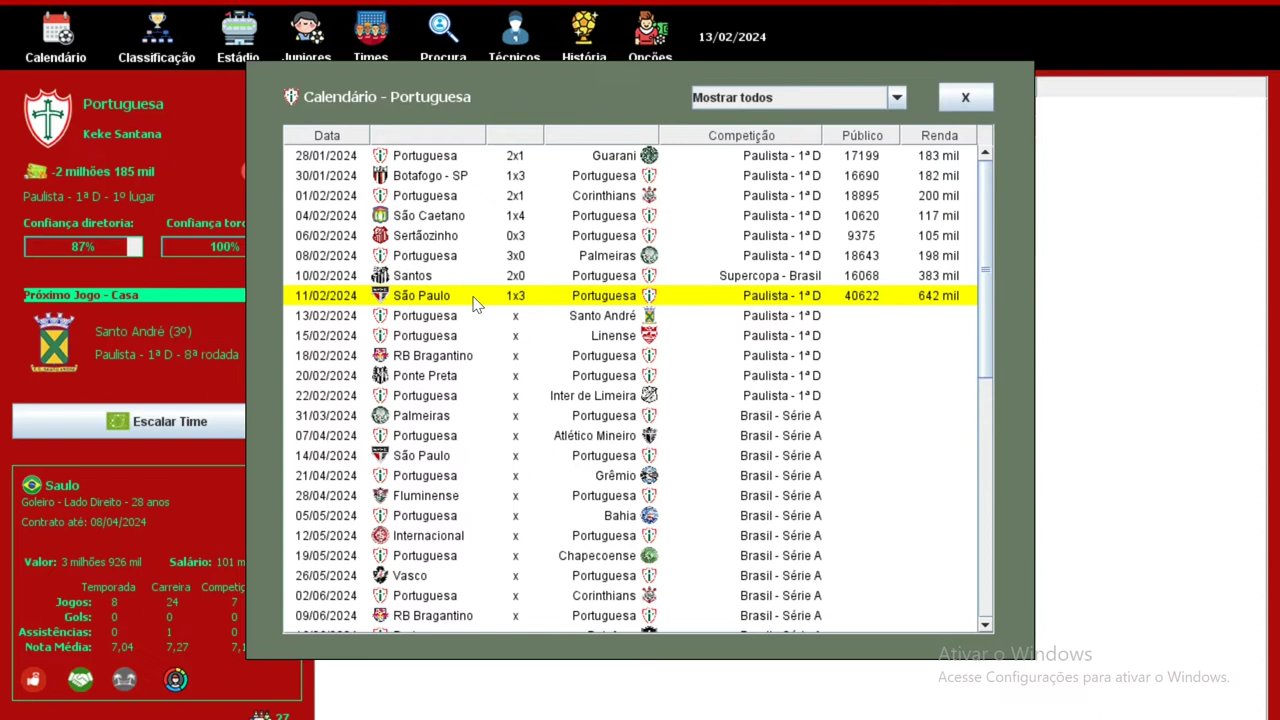 Calendário Classificação Estádio Juniores Times Procura Técnicos História Opções 13/02/2024
Portuguesa
Keke Santana
-2 milhões 185 mil
Paulista - 1ª D - 1º lugar
Confiança diretoria: Confiança torc
87% 100%
Próximo Jogo - Casa
Santo André (3º)
Paulista - 1ª D - 8ª rodada
Escalar Time
Saulo
Goleiro - Lado Direito - 28 anos
Contrato até: 08/04/2024
Valor: 3 milhões 926 mil Salário: 101 m
Temporada Carreira Competiç
Jogos: 8 24 7
Gols: 0 0 0
Assistências: 0 1 0
Nota Média: 7,04 7,27 7,1
27
Calendário - Portuguesa Mostrar todos X
Data Competição Público Renda
28/01/2024 Portuguesa 2x1 Guarani Paulista - 1ª D 17199 183 mil
30/01/2024 Botafogo - SP 1x3 Portuguesa Paulista - 1ª D 16690 182 mil
01/02/2024 Portuguesa 2x1 Corinthians Paulista - 1ª D 18895 200 mil
04/02/2024 São Caetano 1x4 Portuguesa Paulista - 1ª D 10620 117 mil
06/02/2024 Sertãozinho 0x3 Portuguesa Paulista - 1ª D 9375 105 mil
08/02/2024 Portuguesa 3x0 Palmeiras Paulista - 1ª D 18643 198 mil
10/02/2024 Santos 2x0 Portuguesa Supercopa - Brasil 16068 383 mil
11/02/2024 São Paulo 1x3 Portuguesa Paulista - 1ª D 40622 642 mil
13/02/2024 Portuguesa x Santo André Paulista - 1ª D
15/02/2024 Portuguesa x Linense Paulista - 1ª D
18/02/2024 RB Bragantino x Portuguesa Paulista - 1ª D
20/02/2024 Ponte Preta x Portuguesa Paulista - 1ª D
22/02/2024 Portuguesa x Inter de Limeira Paulista - 1ª D
31/03/2024 Palmeiras x Portuguesa Brasil - Série A
07/04/2024 Portuguesa x Atlético Mineiro Brasil - Série A
14/04/2024 São Paulo x Portuguesa Brasil - Série A
21/04/2024 Portuguesa x Grêmio Brasil - Série A
28/04/2024 Fluminense x Portuguesa Brasil - Série A
05/05/2024 Portuguesa x Bahia Brasil - Série A
12/05/2024 Internacional x Portuguesa Brasil - Série A
19/05/2024 Portuguesa x Chapecoense Brasil - Série A
26/05/2024 Vasco x Portuguesa Brasil - Série A
02/06/2024 Portuguesa x Corinthians Brasil - Série A
09/06/2024 RB Bragantino x Portuguesa Brasil - Série A
Ativar o Windows
Acesse Configurações para ativar o Windows.